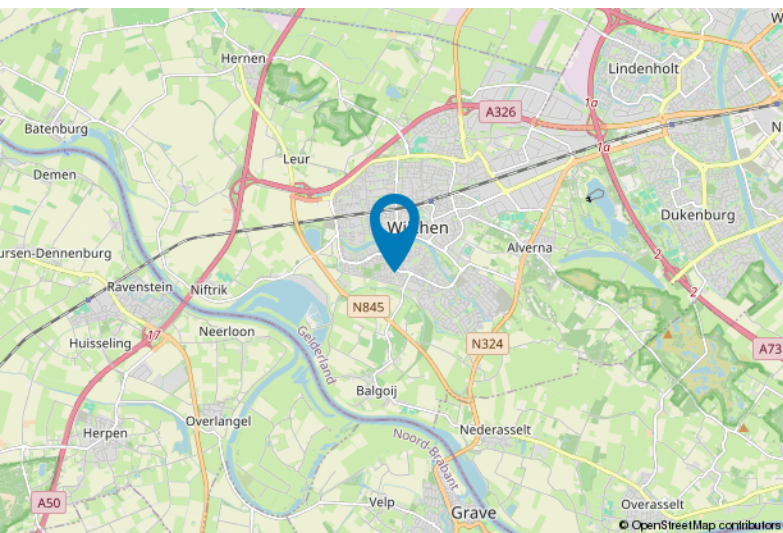 W
Hernen
Lindenholt
1a
A326
Batenburg
N
1a
Leur
Demen
Dukenburg
Alverna
ursen-Dennenburg
2
Ravenstein
Niftrik
2
N845
17
Neerloon
Huisseling
Gelderland
N324
A73
Balgoij
Overlangel
Nederasselt
Herpen
Noord-Brabant
A50
Velp
Overasselt
Grave
© OpenStreetMap contributors